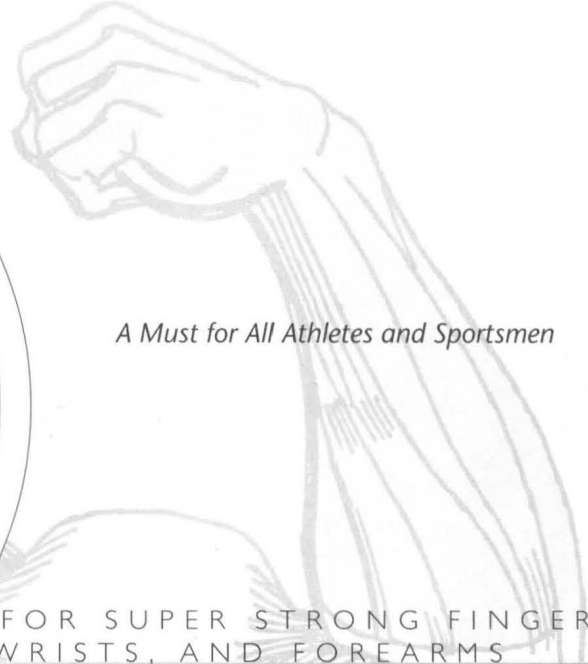 A Must for All Athletes and Sportsmen
FOR SUPER STRONG FINGER
WRISTS, AND FOREARMS